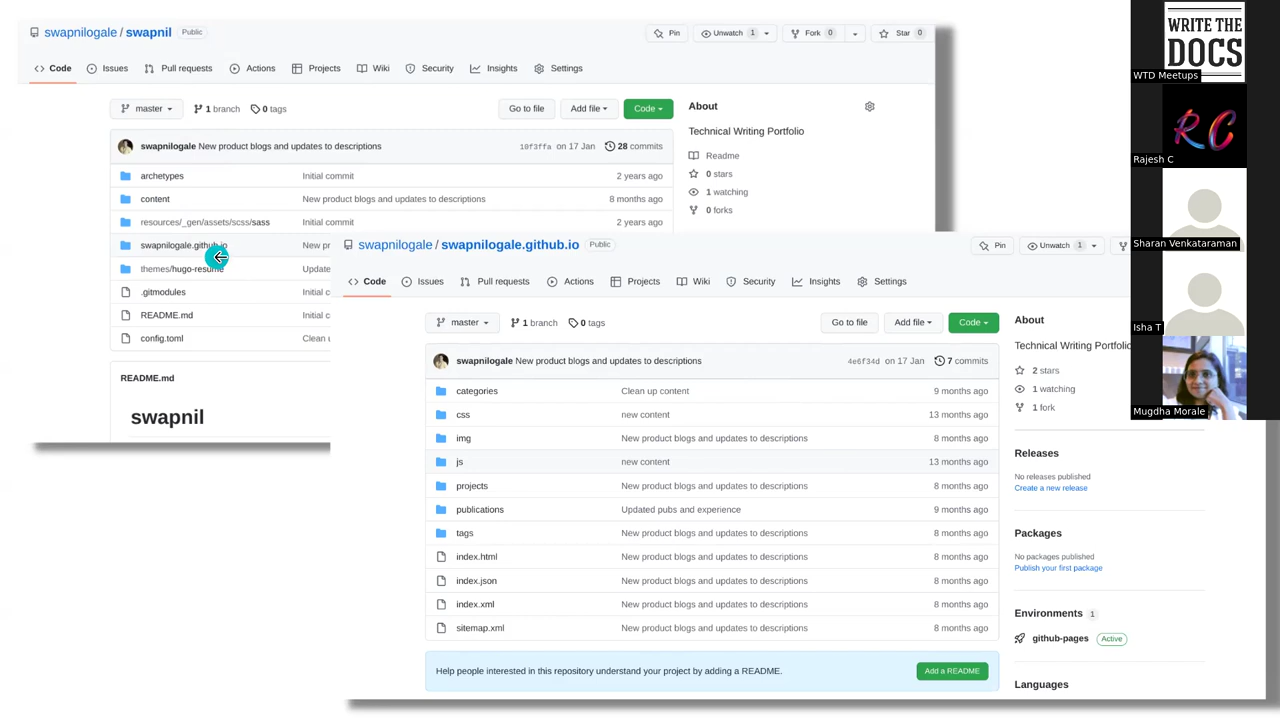 swapnilogale / swapnil Public
Pin Unwatch 1 Fork 0 Star 0
Code Issues Pull requests Actions Projects Wiki Security Insights Settings
master 1 branch 0 tags Go to file Add file Code
swapnilogale New product blogs and updates to descriptions 10f3ffa on 17 Jan 28 commits
archetypes Initial commit 2 years ago
content New product blogs and updates to descriptions 8 months ago
resources/_gen/assets/scss/sass Initial commit 2 years ago
swapnilogale.github.io New pr
themes/hugo-resume Update
.gitmodules Initial c
README.md Initial c
config.toml Clean u
README.md
swapnil
About
Technical Writing Portfolio
Readme
0 stars
1 watching
0 forks
swapnilogale / swapnilogale.github.io Public
Pin Unwatch 1
Code Issues Pull requests Actions Projects Wiki Security Insights Settings
master 1 branch 0 tags Go to file Add file Code
swapnilogale New product blogs and updates to descriptions 4e6f34d on 17 Jan 7 commits
categories Clean up content 9 months ago
css new content 13 months ago
img New product blogs and updates to descriptions 8 months ago
js new content 13 months ago
projects New product blogs and updates to descriptions 8 months ago
publications Updated pubs and experience 9 months ago
tags New product blogs and updates to descriptions 8 months ago
index.html New product blogs and updates to descriptions 8 months ago
index.json New product blogs and updates to descriptions 8 months ago
index.xml New product blogs and updates to descriptions 8 months ago
sitemap.xml New product blogs and updates to descriptions 8 months ago
Help people interested in this repository understand your project by adding a README. Add a README
About
Technical Writing Portfolio
2 stars
1 watching
1 fork
Releases
No releases published
Create a new release
Packages
No packages published
Publish your first package
Environments 1
github-pages Active
Languages
WRITE THE
DOCS
WTD Meetups
RC
Rajesh C
Sharan Venkataraman
Isha T
Mugdha Morale